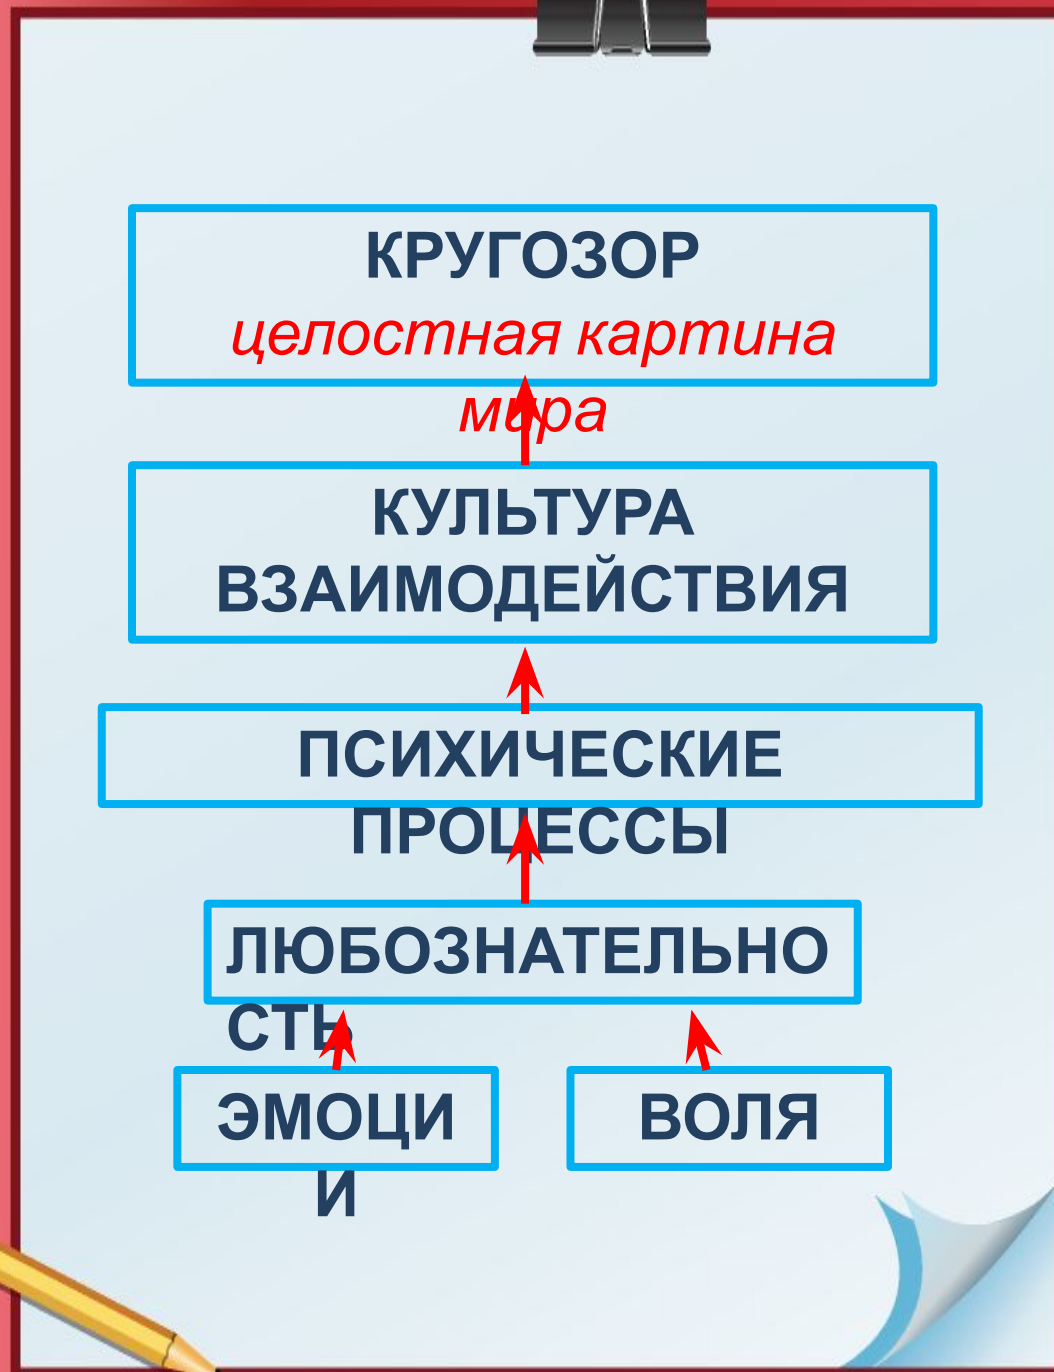 КРУГОЗОР
целостная картина
мира
КУЛЬТУРА
ВЗАИМОДЕЙСТВИЯ
ПСИХИЧЕСКИЕ
ПРОЦЕССЫ
ЛЮБОЗНАТЕЛЬНО
СТЬ
ЭМОЦИ
И
ВОЛЯ